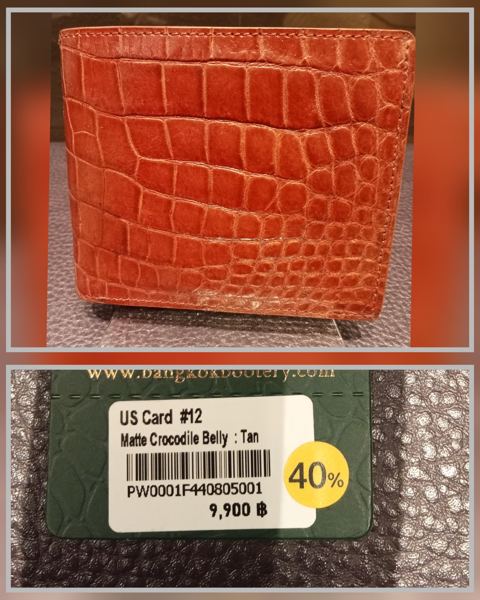 www.bangkokbootery.com
US Card #12
Matte Crocodile Belly : Tan
PW0001F440805001
9,900 ฿
40%